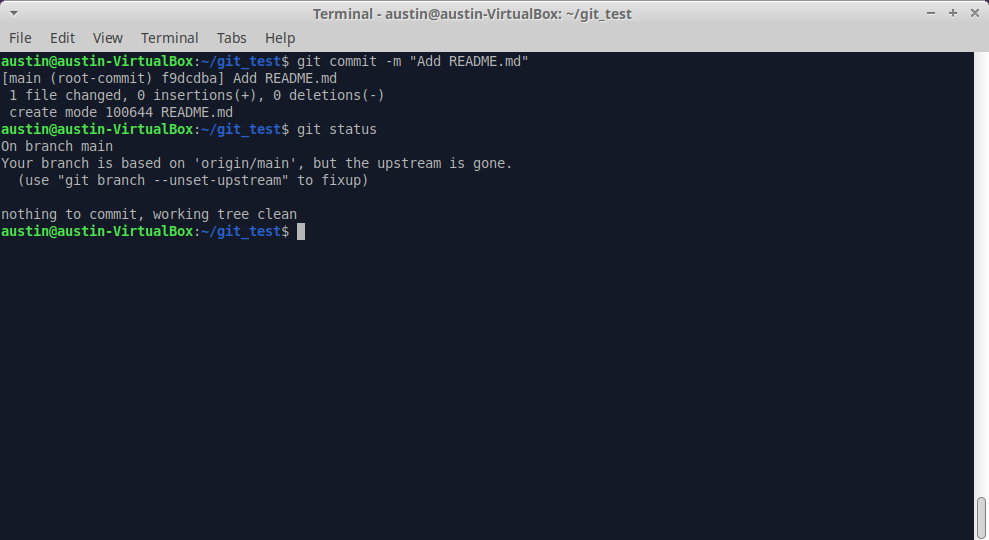 Terminal - austin@austin-VirtualBox: ~/git_test
File Edit View Terminal Tabs Help
austin@austin-VirtualBox:~/git_test$ git commit -m "Add README.md"
[main (root-commit) f9dcdba] Add README.md
 1 file changed, 0 insertions(+), 0 deletions(-)
 create mode 100644 README.md
austin@austin-VirtualBox:~/git_test$ git status
On branch main
Your branch is based on 'origin/main', but the upstream is gone.
  (use "git branch --unset-upstream" to fixup)

nothing to commit, working tree clean
austin@austin-VirtualBox:~/git_test$